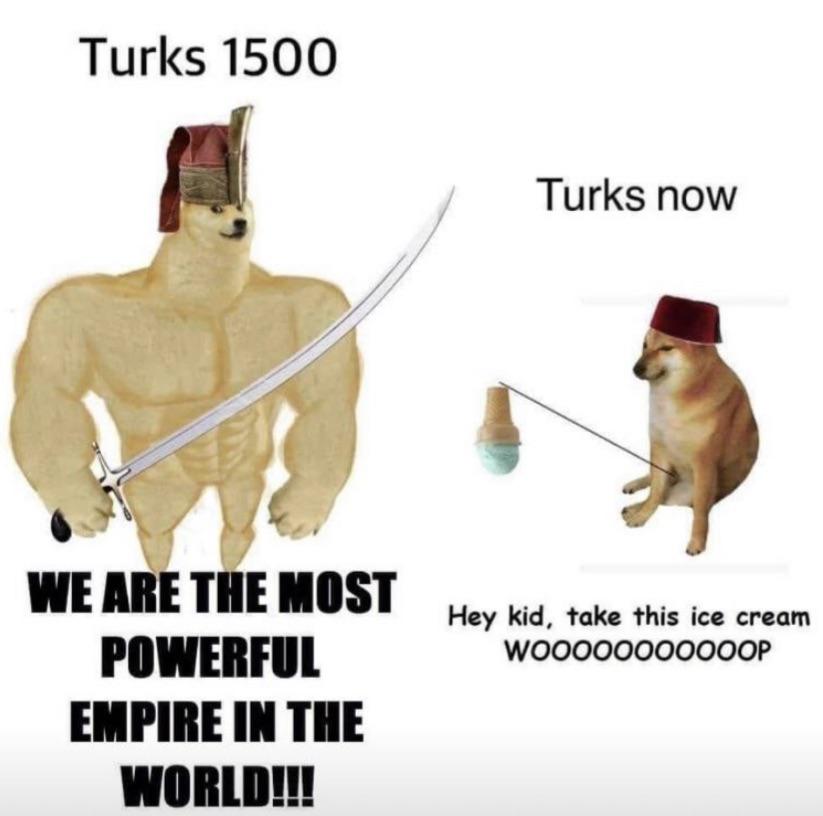 Turks 1500
Turks now
WE ARE THE MOST
POWERFUL
EMPIRE IN THE
WORLD!!!
Hey kid, take this ice cream
WOOOOOOOOOOOP